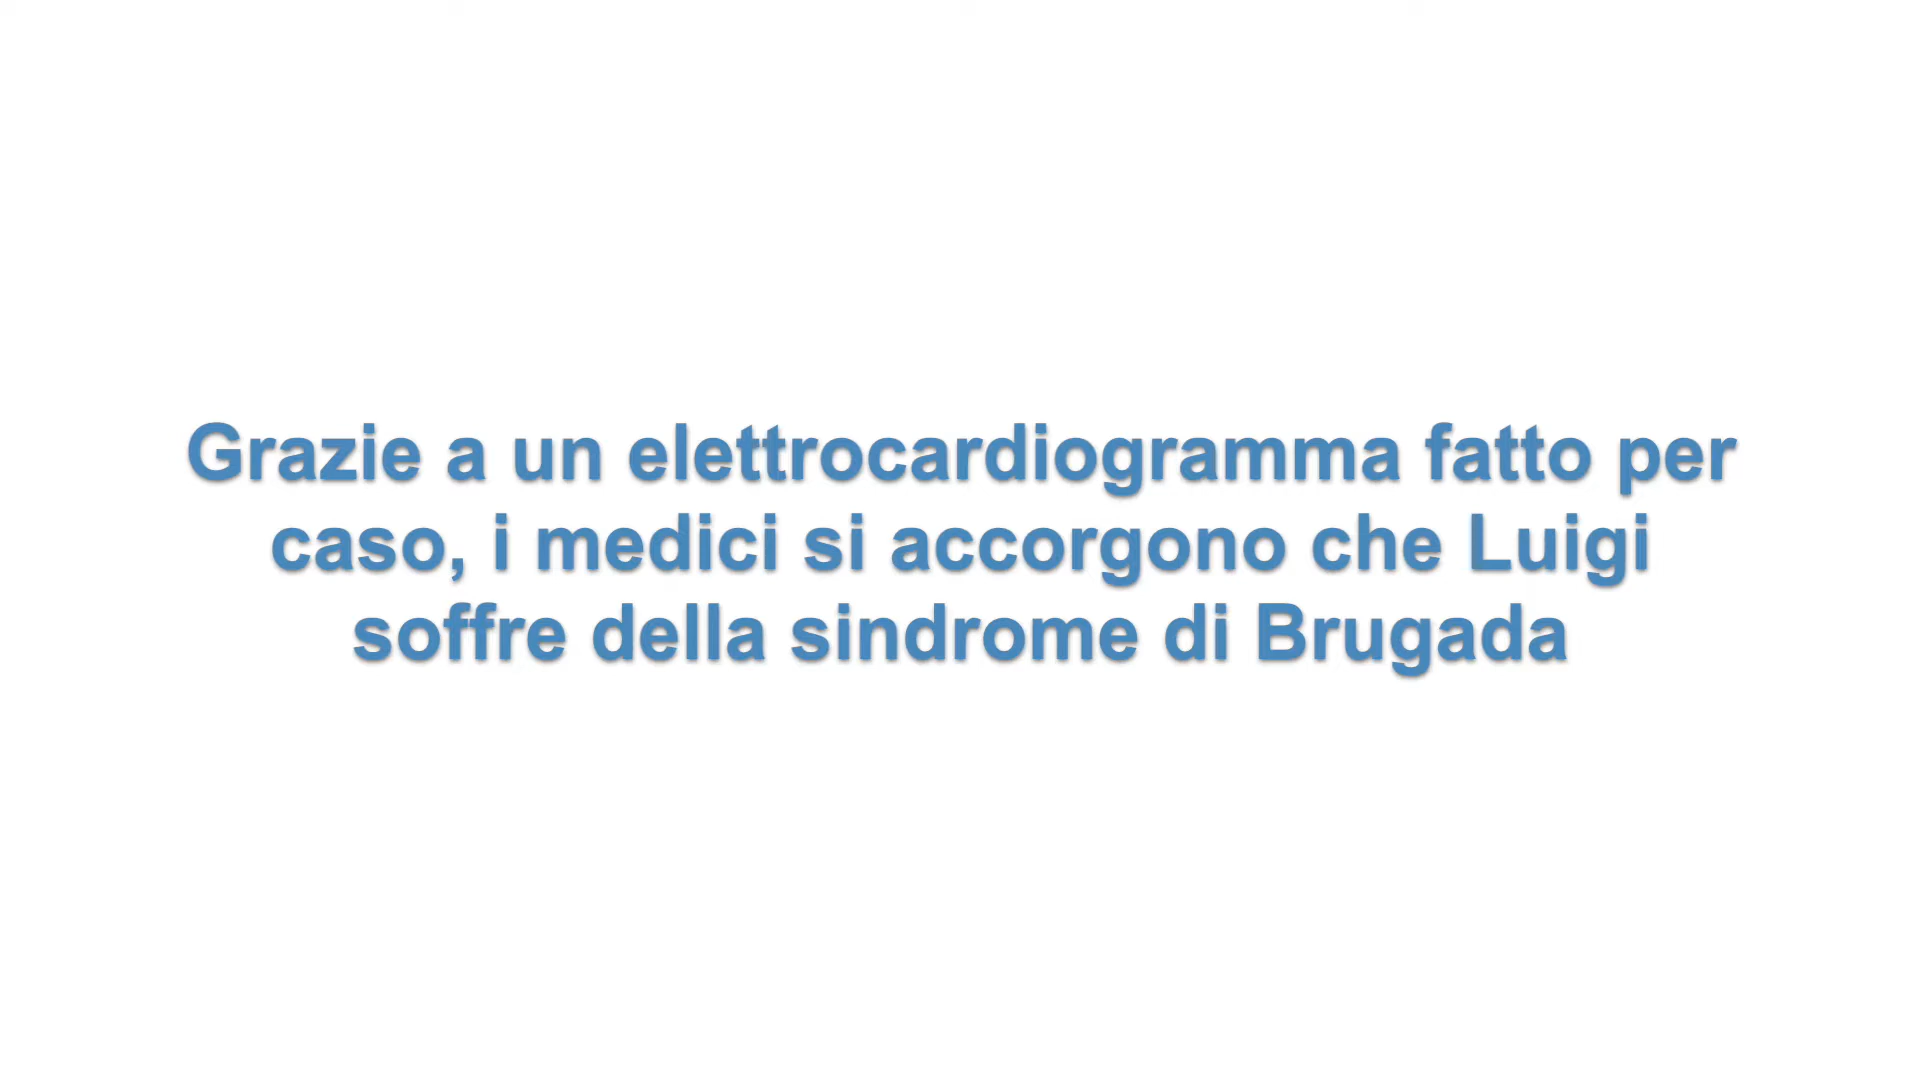 Grazie a un elettrocardiogramma fatto per
caso, i medici si accorgono che Luigi
soffre della sindrome di Brugada